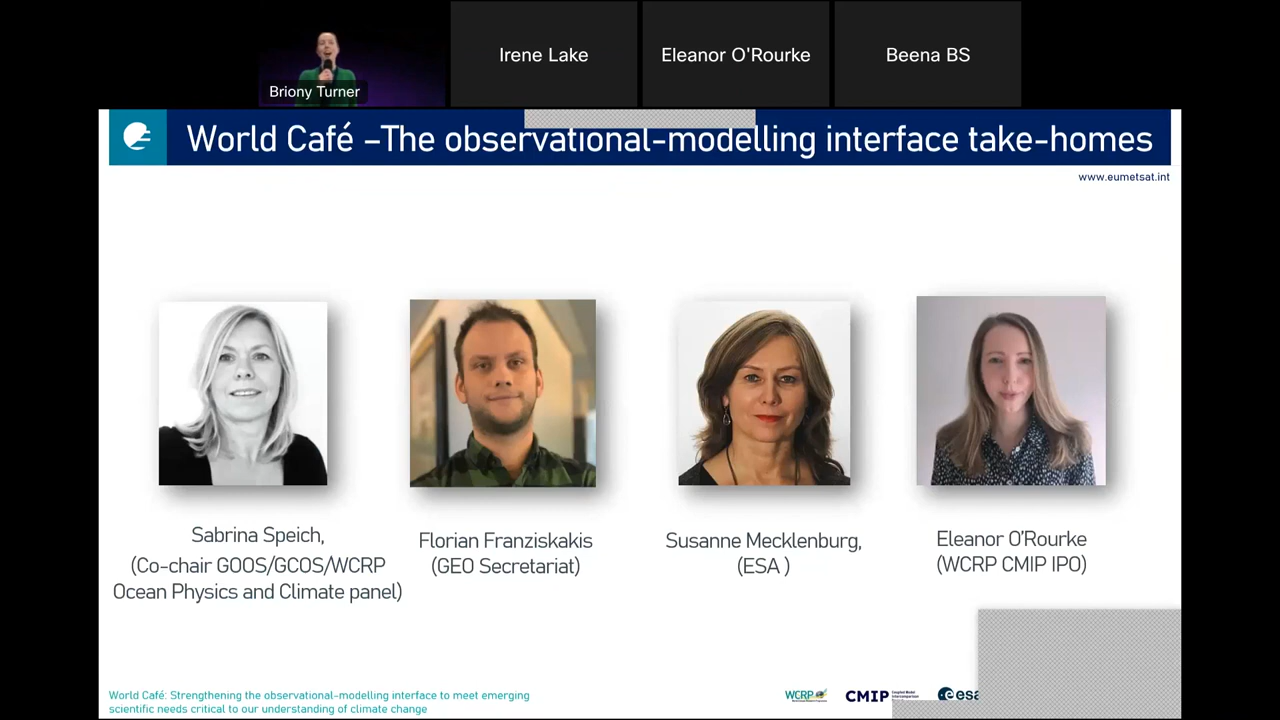 Briony Turner
Irene Lake
Eleanor O'Rourke
Beena BS
World Café –The observational-modelling interface take-homes
www.eumetsat.int
Sabrina Speich,
(Co-chair GOOS/GCOS/WCRP
Ocean Physics and Climate panel)
Florian Franziskakis
(GEO Secretariat)
Susanne Mecklenburg,
(ESA )
Eleanor O'Rourke
(WCRP CMIP IPO)
World Café: Strengthening the observational-modelling interface to meet emerging
scientific needs critical to our understanding of climate change
WCRP
CMIP
esa